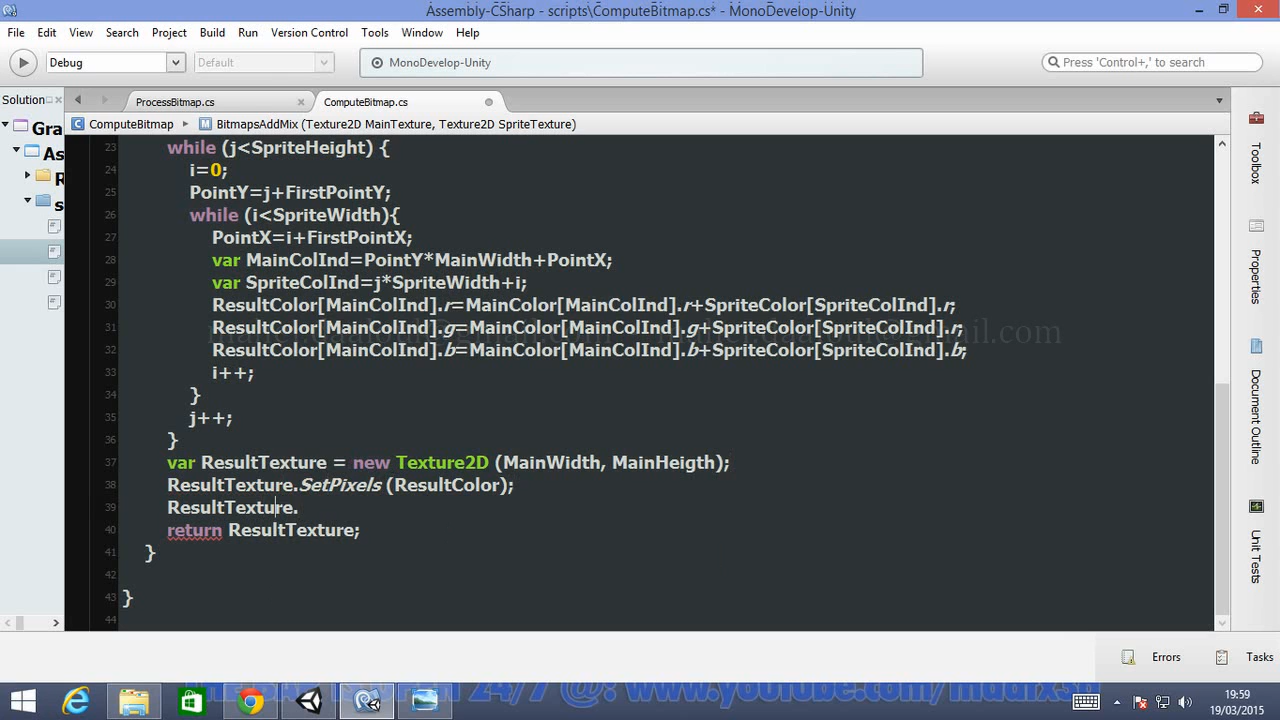 Assembly-CSharp - scripts\ComputeBitmap.cs* - MonoDevelop-Unity
File Edit View Search Project Build Run Version Control Tools Window Help
Debug Default MonoDevelop-Unity Press 'Control+,' to search
Solution ProcessBitmap.cs ComputeBitmap.cs
ComputeBitmap BitmapsAddMix (Texture2D MainTexture, Texture2D SpriteTexture)
Gra
As
R
s
23 while (j<SpriteHeight) {
24 i=0;
25 PointY=j+FirstPointY;
26 while (i<SpriteWidth){
27 PointX=i+FirstPointX;
28 var MainColInd=PointY*MainWidth+PointX;
29 var SpriteColInd=j*SpriteWidth+i;
30 ResultColor[MainColInd].r=MainColor[MainColInd].r+SpriteColor[SpriteColInd].r;
31 ResultColor[MainColInd].g=MainColor[MainColInd].g+SpriteColor[SpriteColInd].r;
32 ResultColor[MainColInd].b=MainColor[MainColInd].b+SpriteColor[SpriteColInd].b;
33 i++;
34 }
35 j++;
36 }
37 var ResultTexture = new Texture2D (MainWidth, MainHeigth);
38 ResultTexture.SetPixels (ResultColor);
39 ResultTexture.
40 return ResultTexture;
41 }
42
43 }
44
Toolbox
Properties
Document Outline
Unit Tests
Errors Tasks
19:59
19/03/2015